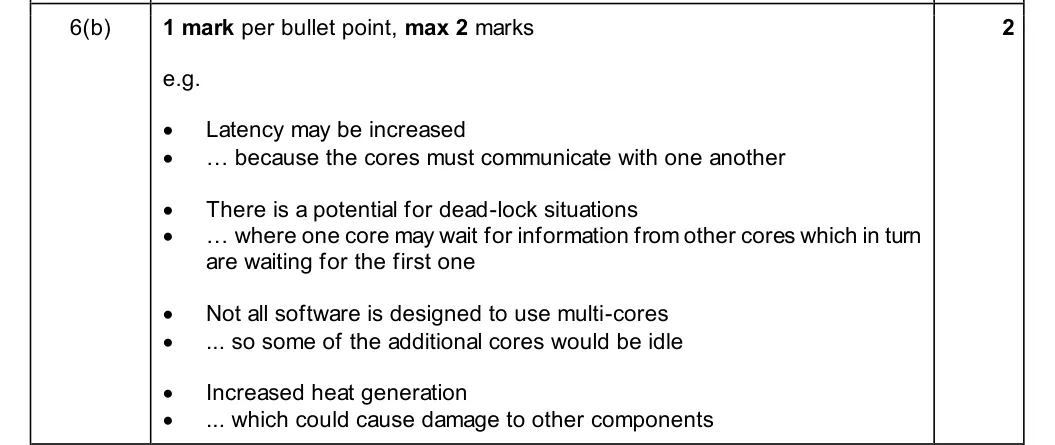 6(b) 1 mark per bullet point, max 2 marks 2
e.g.
• Latency may be increased
• … because the cores must communicate with one another
• There is a potential for dead-lock situations
• … where one core may wait for information from other cores which in turn
are waiting for the first one
• Not all software is designed to use multi-cores
• ... so some of the additional cores would be idle
• Increased heat generation
• ... which could cause damage to other components